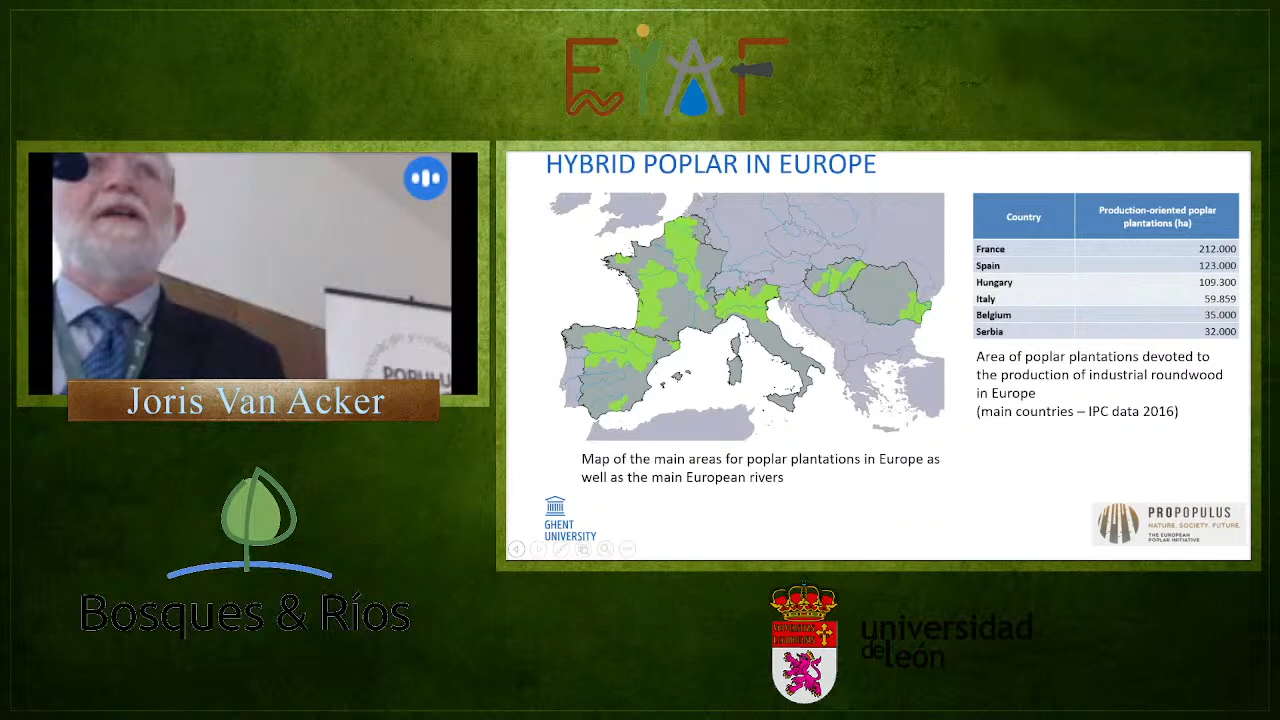 EIAF
POPULU
Joris Van Acker
Bosques & Ríos
HYBRID POPLAR IN EUROPE
Country Production-oriented poplar
plantations (ha)
France 212.000
Spain 123.000
Hungary 109.300
Italy 59.859
Belgium 35.000
Serbia 32.000
Area of poplar plantations devoted to
the production of industrial roundwood
in Europe
(main countries – IPC data 2016)
Map of the main areas for poplar plantations in Europe as
well as the main European rivers
GHENT
UNIVERSITY
PROPOPULUS
NATURE. SOCIETY. FUTURE.
THE EUROPEAN
POPLAR INITIATIVE
universidad
de león